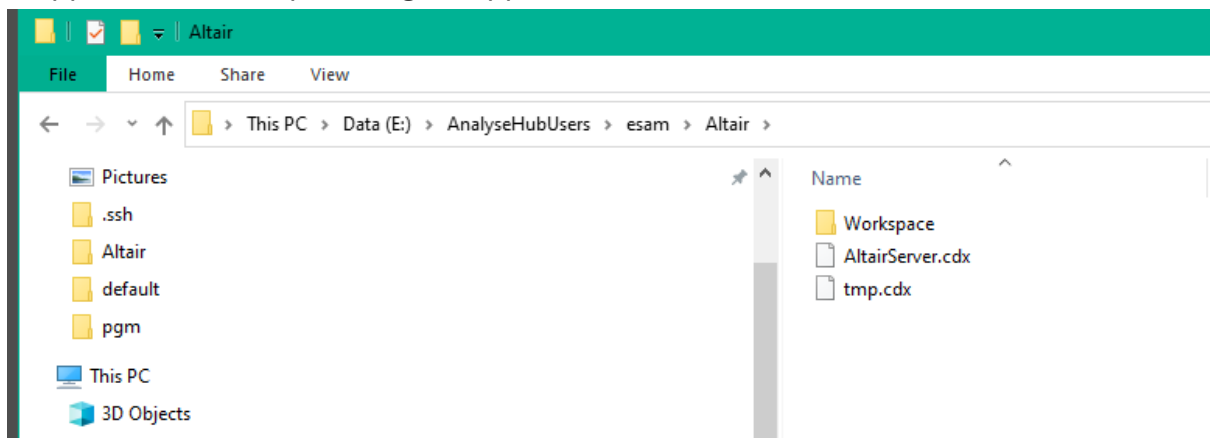 Altair
File Home Share View
This PC > Data (E:) > AnalyseHubUsers > esam > Altair >
Pictures
.ssh
Altair
default
pgm
This PC
3D Objects
Name
Workspace
AltairServer.cdx
tmp.cdx